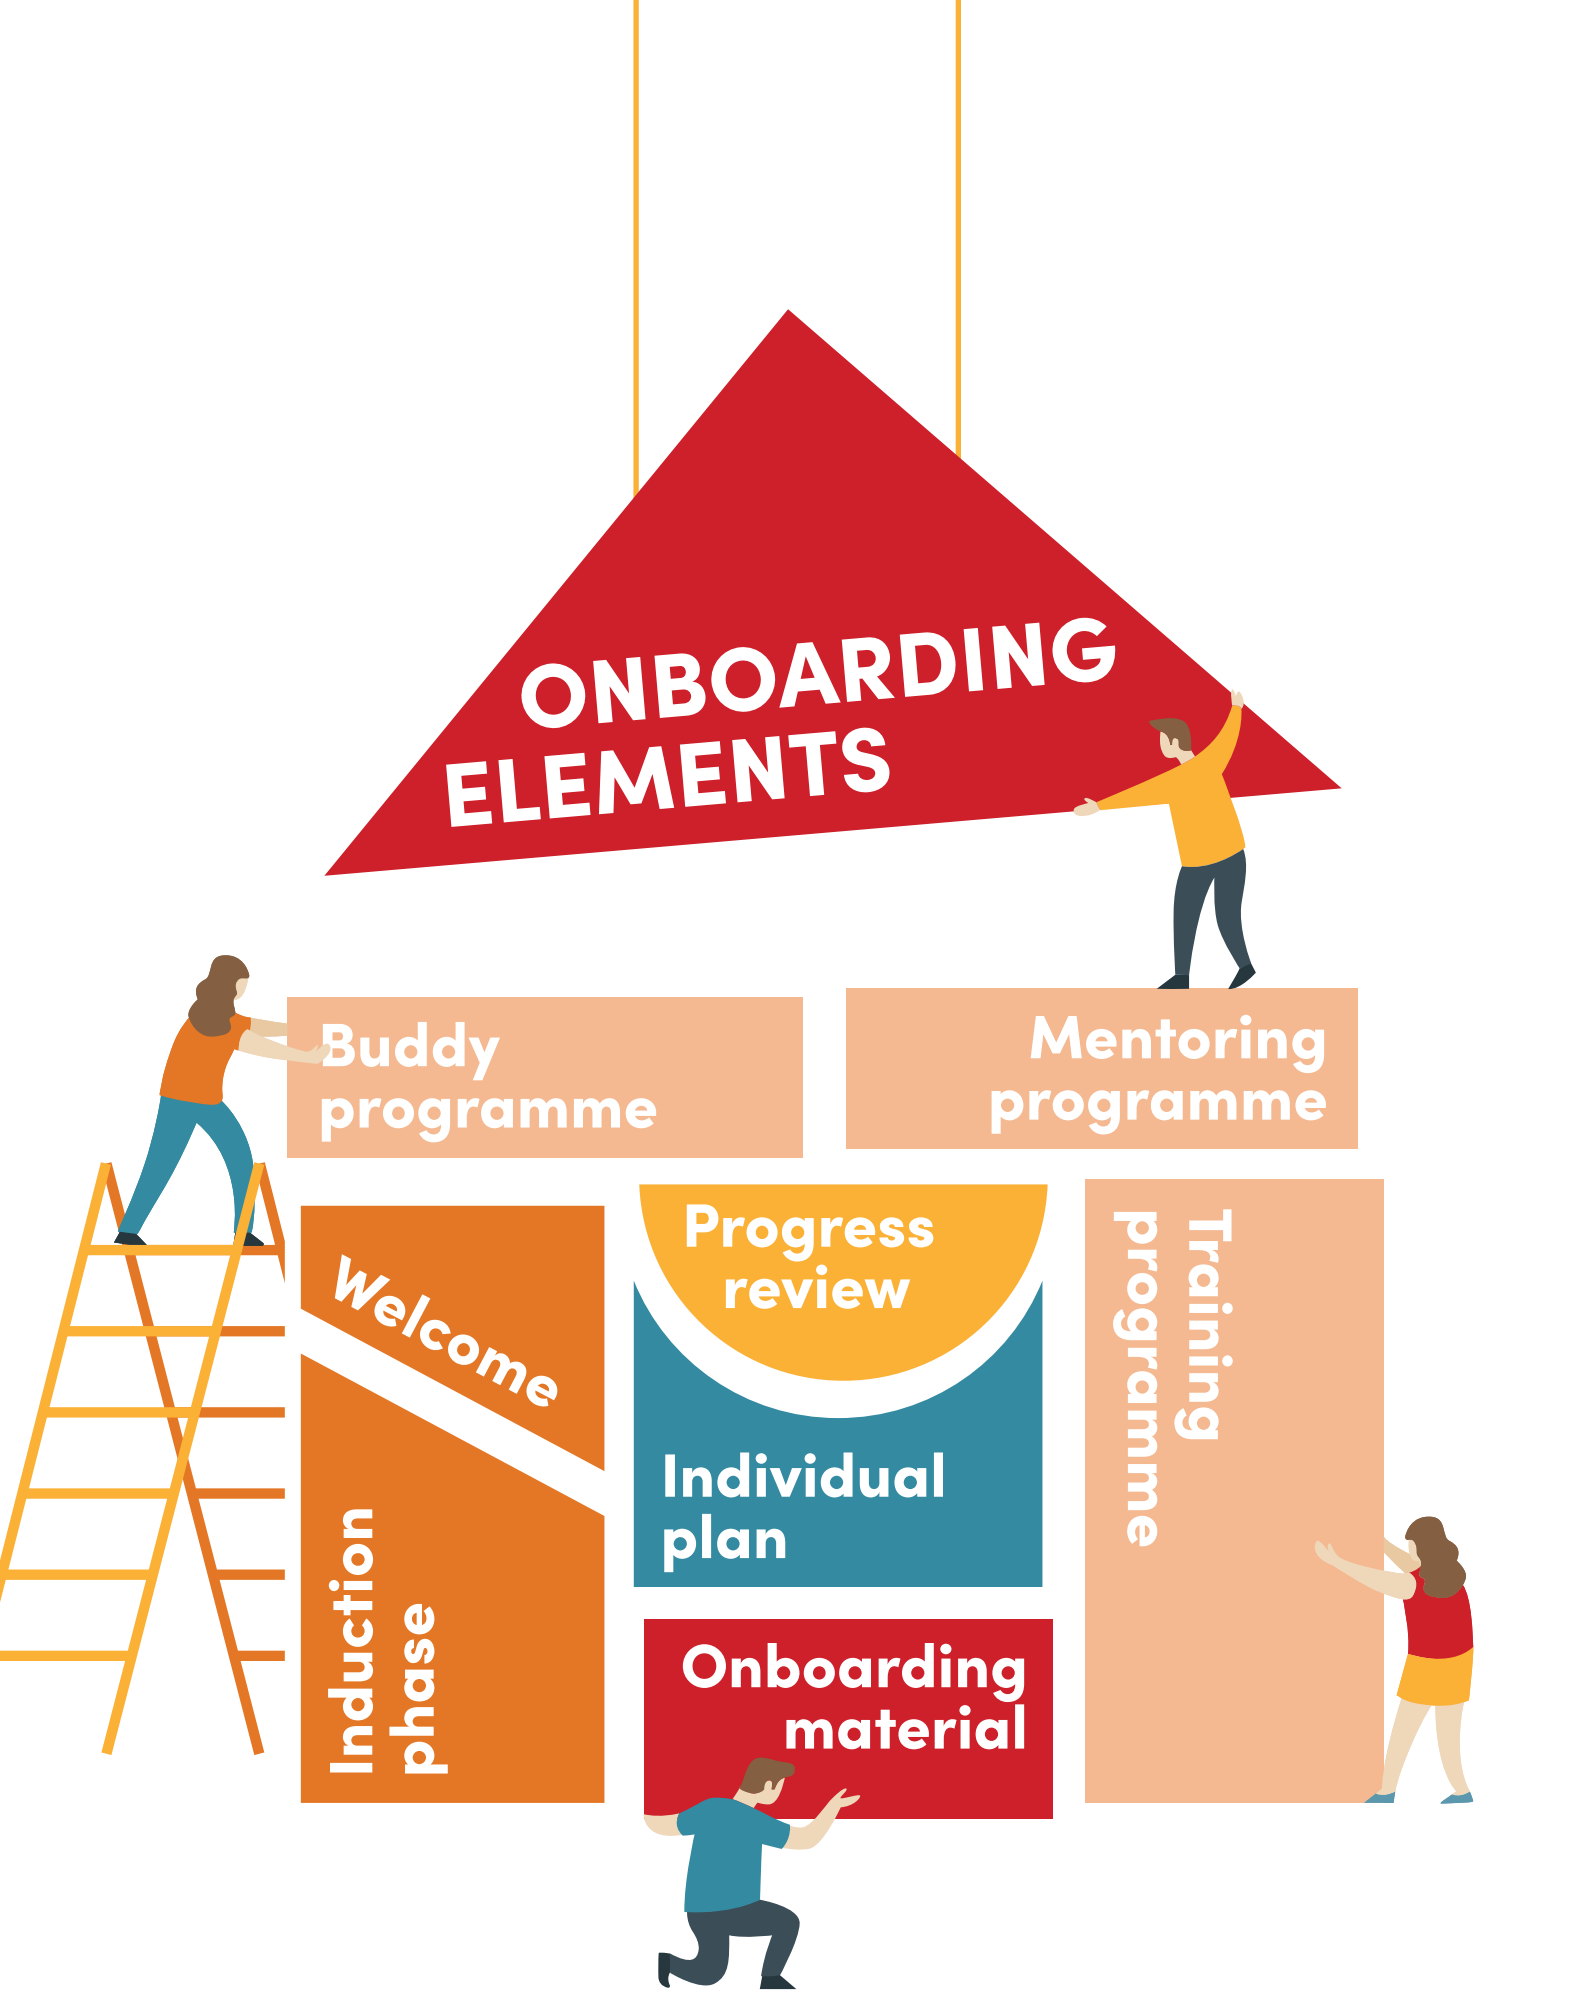 ONBOARDING
ELEMENTS
Buddy
programme
Mentoring
programme
Welcome
Progress
review
Training
programme
Individual
plan
Induction
phase
Onboarding
material